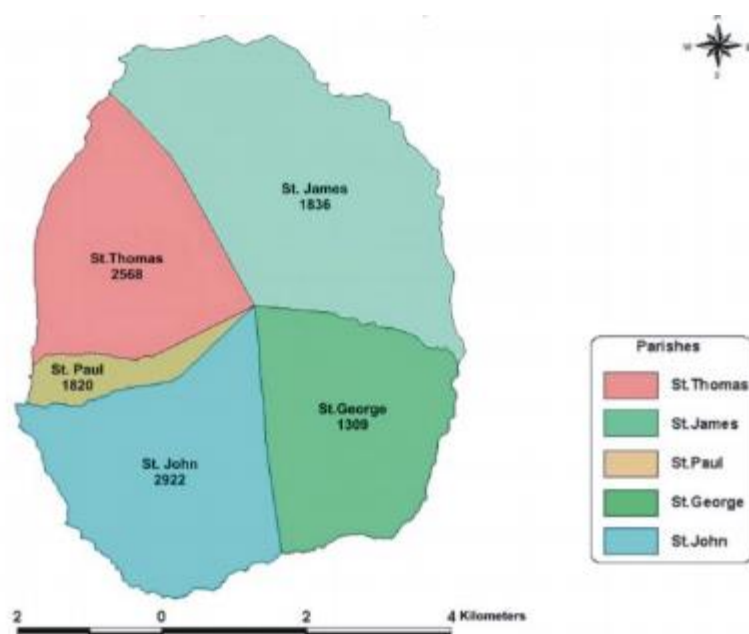 W
S
St. James
1836
St.Thomas
2568
St. Paul
1820
St.George
1309
St. John
2922
Parishes
St.Thomas
St.James
St.Paul
St.George
St.John
2 0 2 4 Kilometers